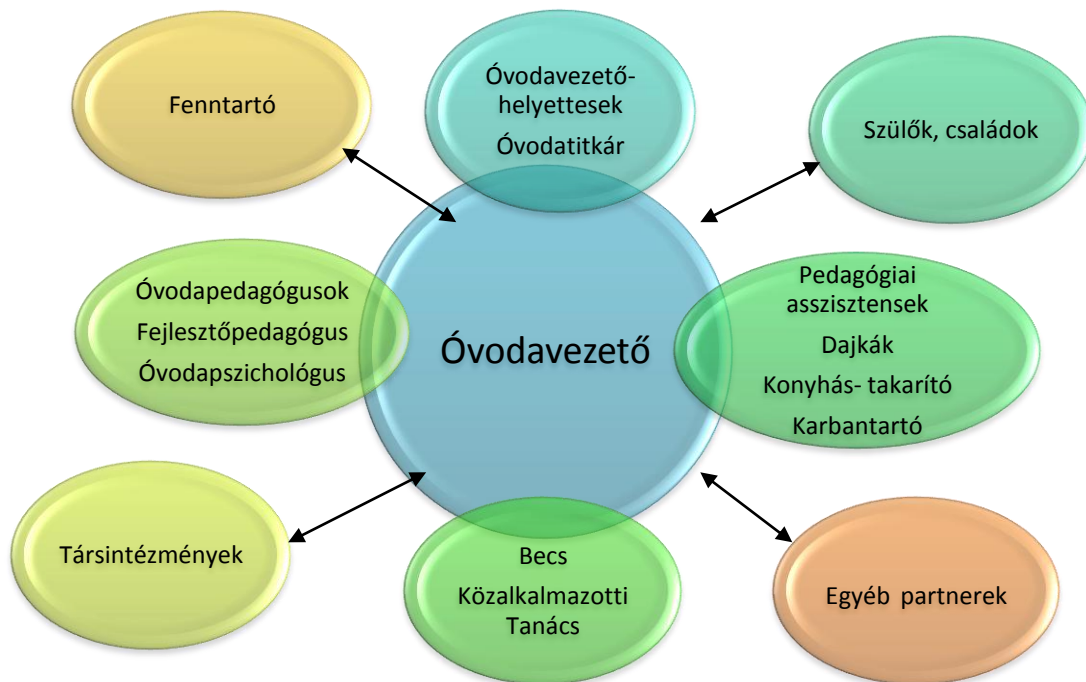 Fenntartó
Óvodavezető-
helyettesek
Óvodatitkár
Szülők, családok
Óvodapedagógusok
Fejlesztőpedagógus
Óvodapszichológus
Óvodavezető
Pedagógiai
asszisztensek
Dajkák
Konyhás- takarító
Karbantartó
Társintézmények
Becs
Közalkalmazotti
Tanács
Egyéb partnerek